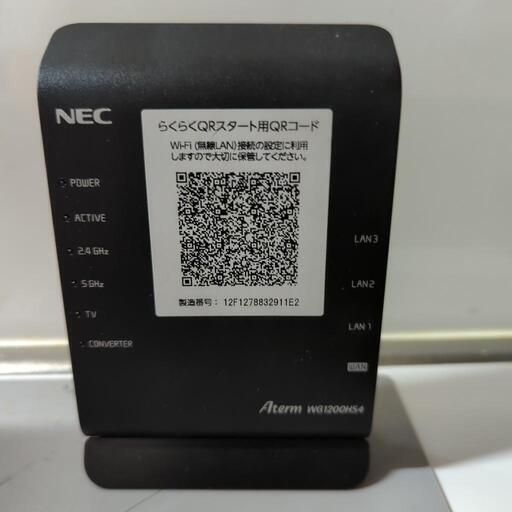 NEC
らくらくQRスタート用QRコード
Wi-Fi (無線LAN)接続の設定に利用
しますので大切に保管してください。
製造番号: 12F1278832911E2
POWER
ACTIVE
2.4 GHz
5 GHz
TV
CONVERTER
LAN 3
LAN 2
LAN 1
WAN
Aterm WG1200HS4